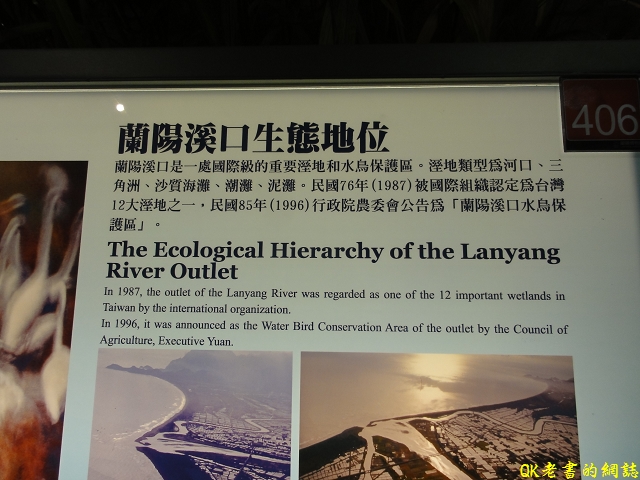 406
蘭陽溪口生態地位
蘭陽溪口是一處國際級的重要溼地和水鳥保護區。溼地類型爲河口、三
角洲、沙質海灘、潮灘、泥灘。民國76年(1987)被國際組織認定爲台灣
12大溼地之一，民國85年(1996)行政院農委會公告爲「蘭陽溪口水鳥保
護區」。
The Ecological Hierarchy of the Lanyang
River Outlet
In 1987, the outlet of the Lanyang River was regarded as one of the 12 important wetlands in
Taiwan by the international organization.
In 1996, it was announced as the Water Bird Conservation Area of the outlet by the Council of
Agriculture, Executive Yuan.
QK老書的網誌